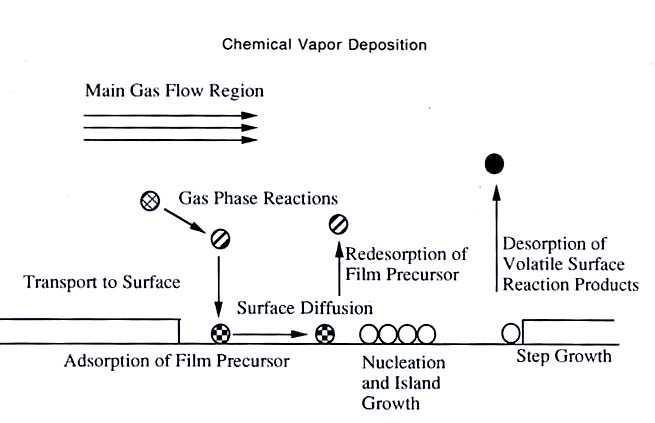 Chemical Vapor Deposition
Main Gas Flow Region
Gas Phase Reactions
Redesorption of
Film Precursor
Desorption of
Volatile Surface
Reaction Products
Transport to Surface
Surface Diffusion
Adsorption of Film Precursor
Nucleation
and Island
Growth
Step Growth